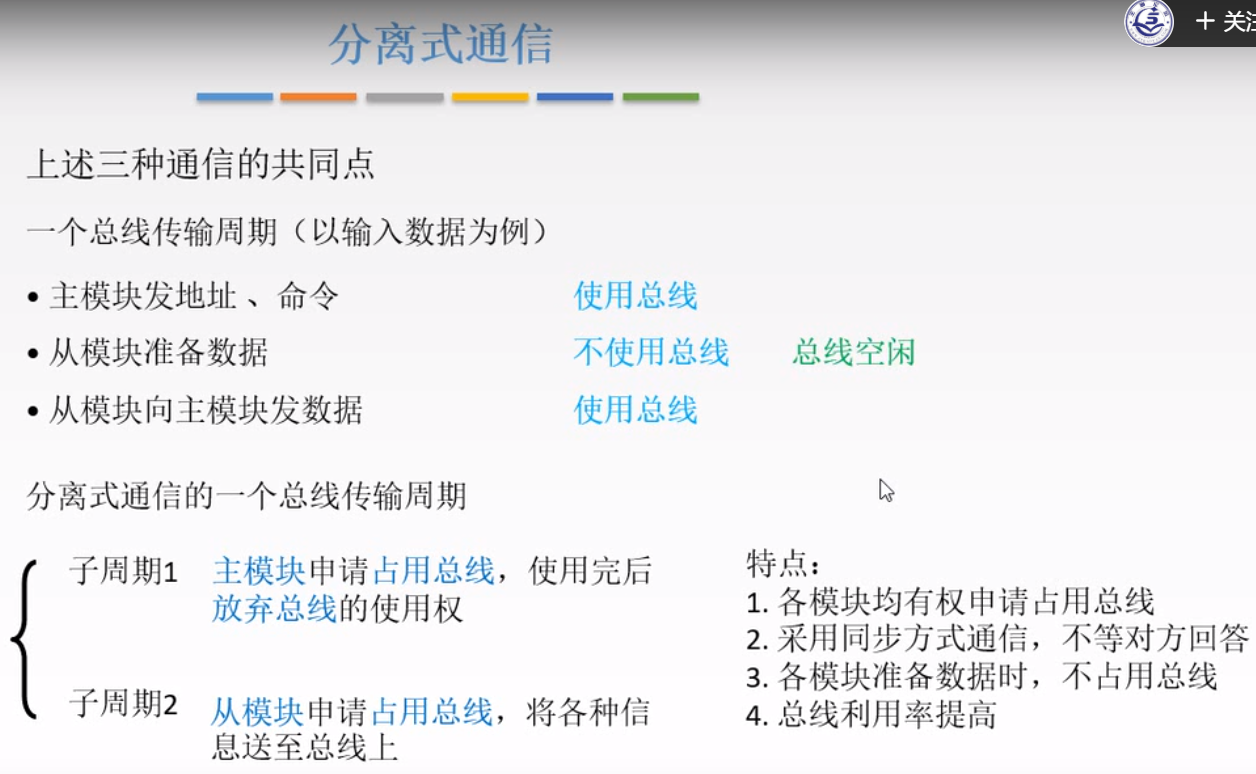 + 关注
分离式通信
上述三种通信的共同点
一个总线传输周期（以输入数据为例）
• 主模块发地址 、命令 使用总线
• 从模块准备数据 不使用总线 总线空闲
• 从模块向主模块发数据 使用总线
分离式通信的一个总线传输周期
子周期1 主模块申请占用总线，使用完后
放弃总线的使用权
子周期2 从模块申请占用总线，将各种信
息送至总线上
特点：
1. 各模块均有权申请占用总线
2. 采用同步方式通信，不等对方回答
3. 各模块准备数据时，不占用总线
4. 总线利用率提高